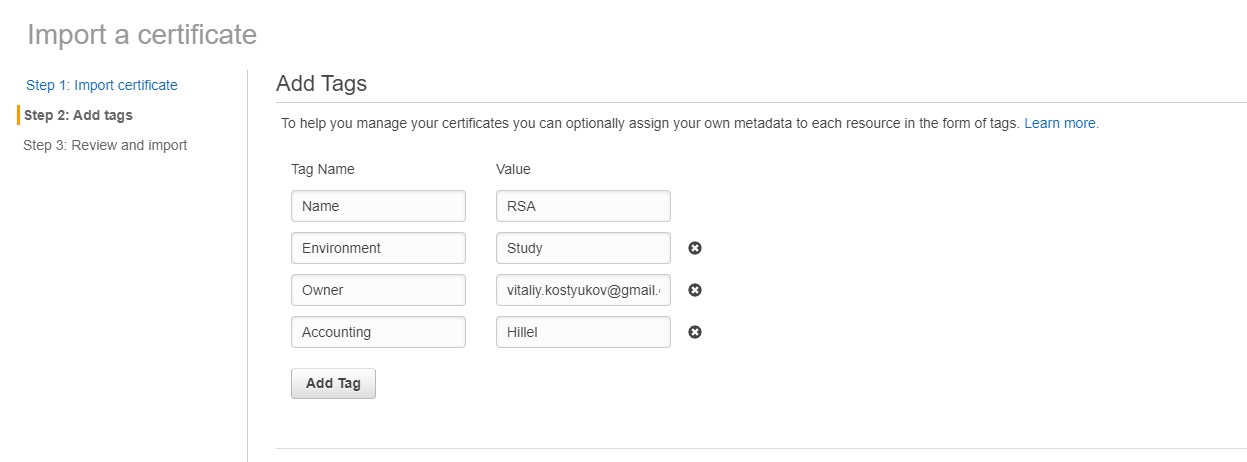 Import a certificate
Step 1: Import certificate
Step 2: Add tags
Step 3: Review and import
Add Tags
To help you manage your certificates you can optionally assign your own metadata to each resource in the form of tags. Learn more.
Tag Name Value
Name RSA
Environment Study
Owner vitaliy.kostyukov@gmail.
Accounting Hillel
Add Tag